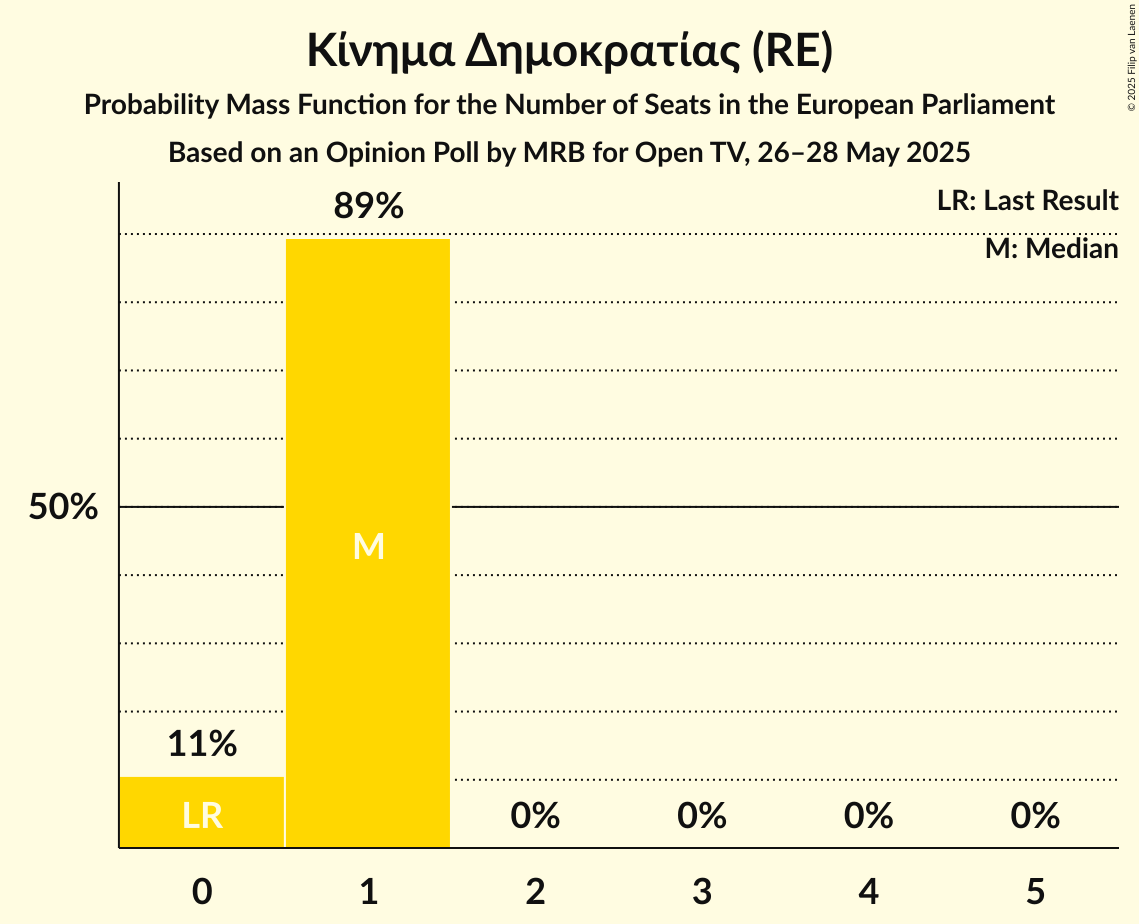 Κίνημα Δημοκρατίας (RE)
Probability Mass Function for the Number of Seats in the European Parliament
Based on an Opinion Poll by MRB for Open TV, 26–28 May 2025
© 2025 Filip van Laenen
LR: Last Result
M: Median
89%
50%
M
11%
LR
0%
0%
0%
0%
0
1
2
3
4
5